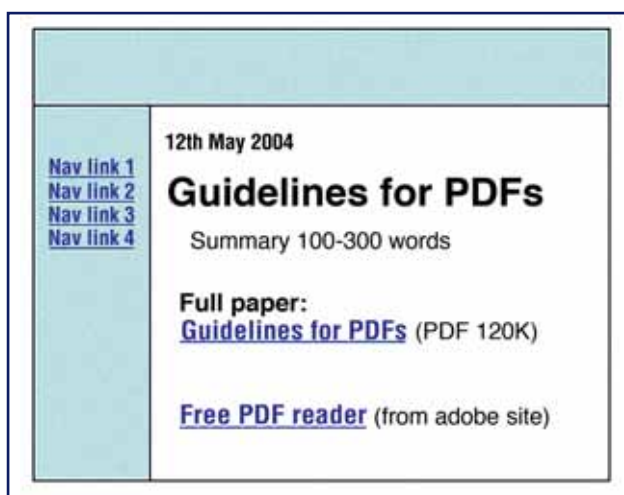 12th May 2004
Nav link 1
Nav link 2
Nav link 3
Nav link 4
Guidelines for PDFs
Summary 100-300 words
Full paper:
Guidelines for PDFs (PDF 120K)
Free PDF reader (from adobe site)